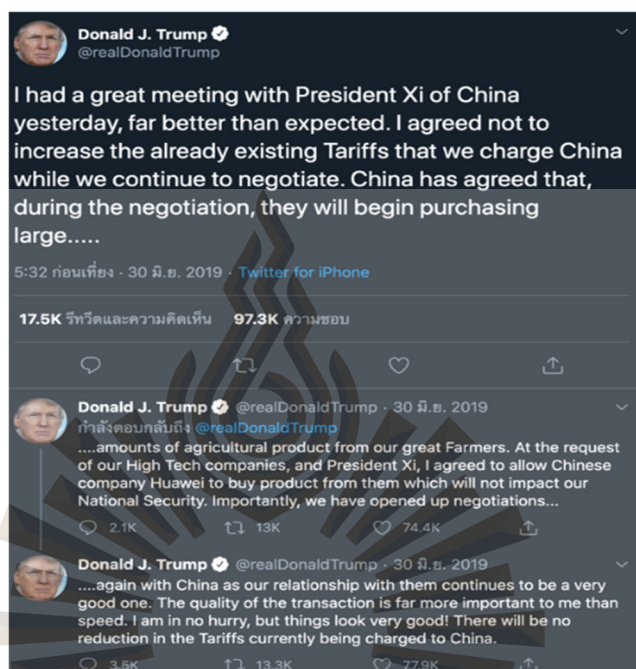 Donald J. Trump
@realDonaldTrump
I had a great meeting with President Xi of China
yesterday, far better than expected. I agreed not to
increase the already existing Tariffs that we charge China
while we continue to negotiate. China has agreed that,
during the negotiation, they will begin purchasing
large.....
5:32 ก่อนเที่ยง · 30 มิ.ย. 2019 · Twitter for iPhone
17.5K รีทวีตและความคิดเห็น 97.3K ความชอบ
Donald J. Trump @realDonaldTrump · 30 มิ.ย. 2019
กำลังตอบกลับถึง @realDonaldTrump
....amounts of agricultural product from our great Farmers. At the request
of our High Tech companies, and President Xi, I agreed to allow Chinese
company Huawei to buy product from them which will not impact our
National Security. Importantly, we have opened up negotiations...
2.1K 13K 74.4K
Donald J. Trump @realDonaldTrump · 30 มิ.ย. 2019
....again with China as our relationship with them continues to be a very
good one. The quality of the transaction is far more important to me than
speed. I am in no hurry, but things look very good! There will be no
reduction in the Tariffs currently being charged to China.
3.5K 13.3K 77.9K